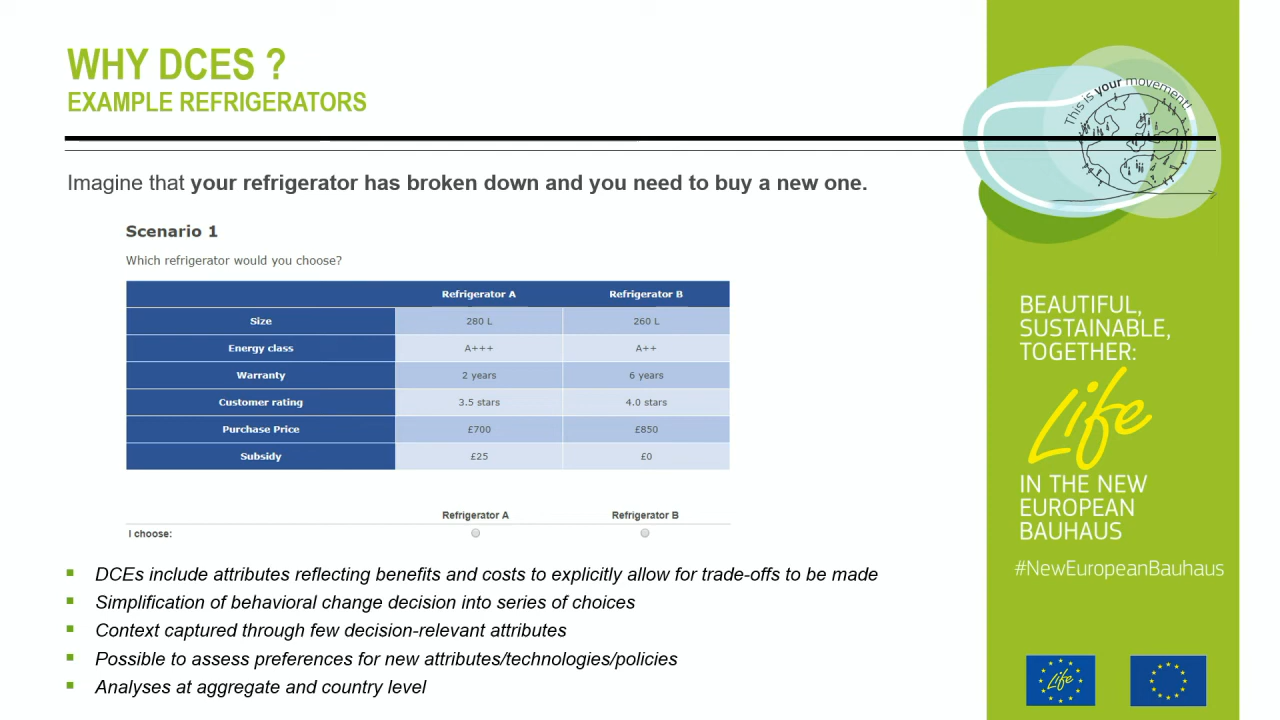 WHY DCES ?
EXAMPLE REFRIGERATORS
This is your movement!
Imagine that your refrigerator has broken down and you need to buy a new one.
Scenario 1
Which refrigerator would you choose?
Refrigerator A Refrigerator B
Size 280 L 260 L
Energy class A+++ A++
Warranty 2 years 6 years
Customer rating 3.5 stars 4.0 stars
Purchase Price £700 £850
Subsidy £25 £0
Refrigerator A Refrigerator B
I choose:
DCEs include attributes reflecting benefits and costs to explicitly allow for trade-offs to be made
Simplification of behavioral change decision into series of choices
Context captured through few decision-relevant attributes
Possible to assess preferences for new attributes/technologies/policies
Analyses at aggregate and country level
BEAUTIFUL,
SUSTAINABLE,
TOGETHER:
Life
IN THE NEW
EUROPEAN
BAUHAUS
#NewEuropeanBauhaus
Life